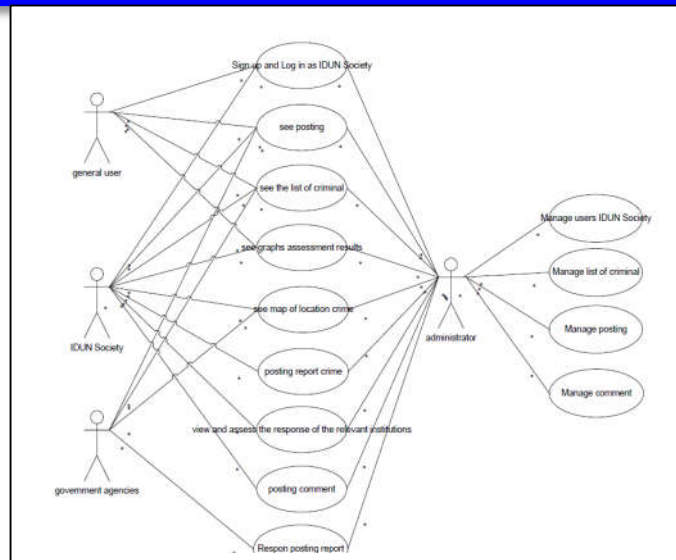 Sign up and Log in as IDUN Society
see posting
general user
see the list of criminal
Manage users IDUN Society
see graphs assessment results
Manage list of criminal
see map of location crime
administrator
IDUN Society
Manage posting
posting report crime
Manage comment
view and assess the response of the relevant institutions
posting comment
government agencies
Respon posting report